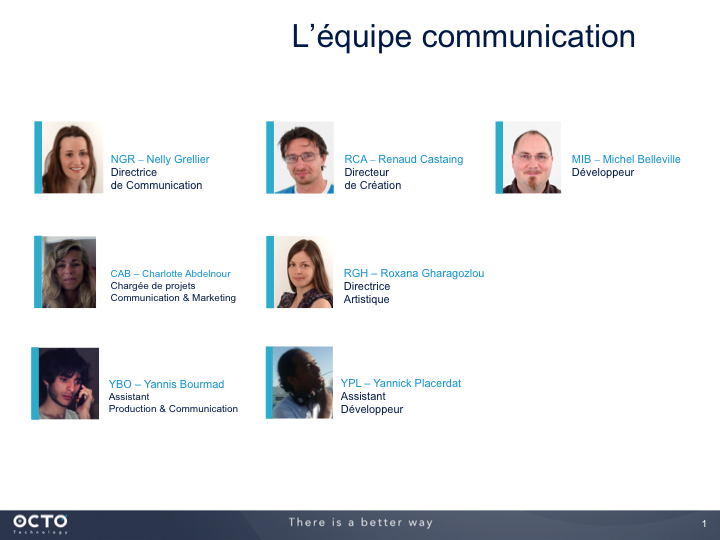 L’équipe communication
NGR – Nelly Grellier
Directrice
de Communication
RCA – Renaud Castaing
Directeur
de Création
MIB – Michel Belleville
Développeur
CAB – Charlotte Abdelnour
Chargée de projets
Communication & Marketing
RGH – Roxana Gharagozlou
Directrice
Artistique
YBO – Yannis Bourmad
Assistant
Production & Communication
YPL – Yannick Placerdat
Assistant
Développeur
OCTO
Technology
There is a better way
1